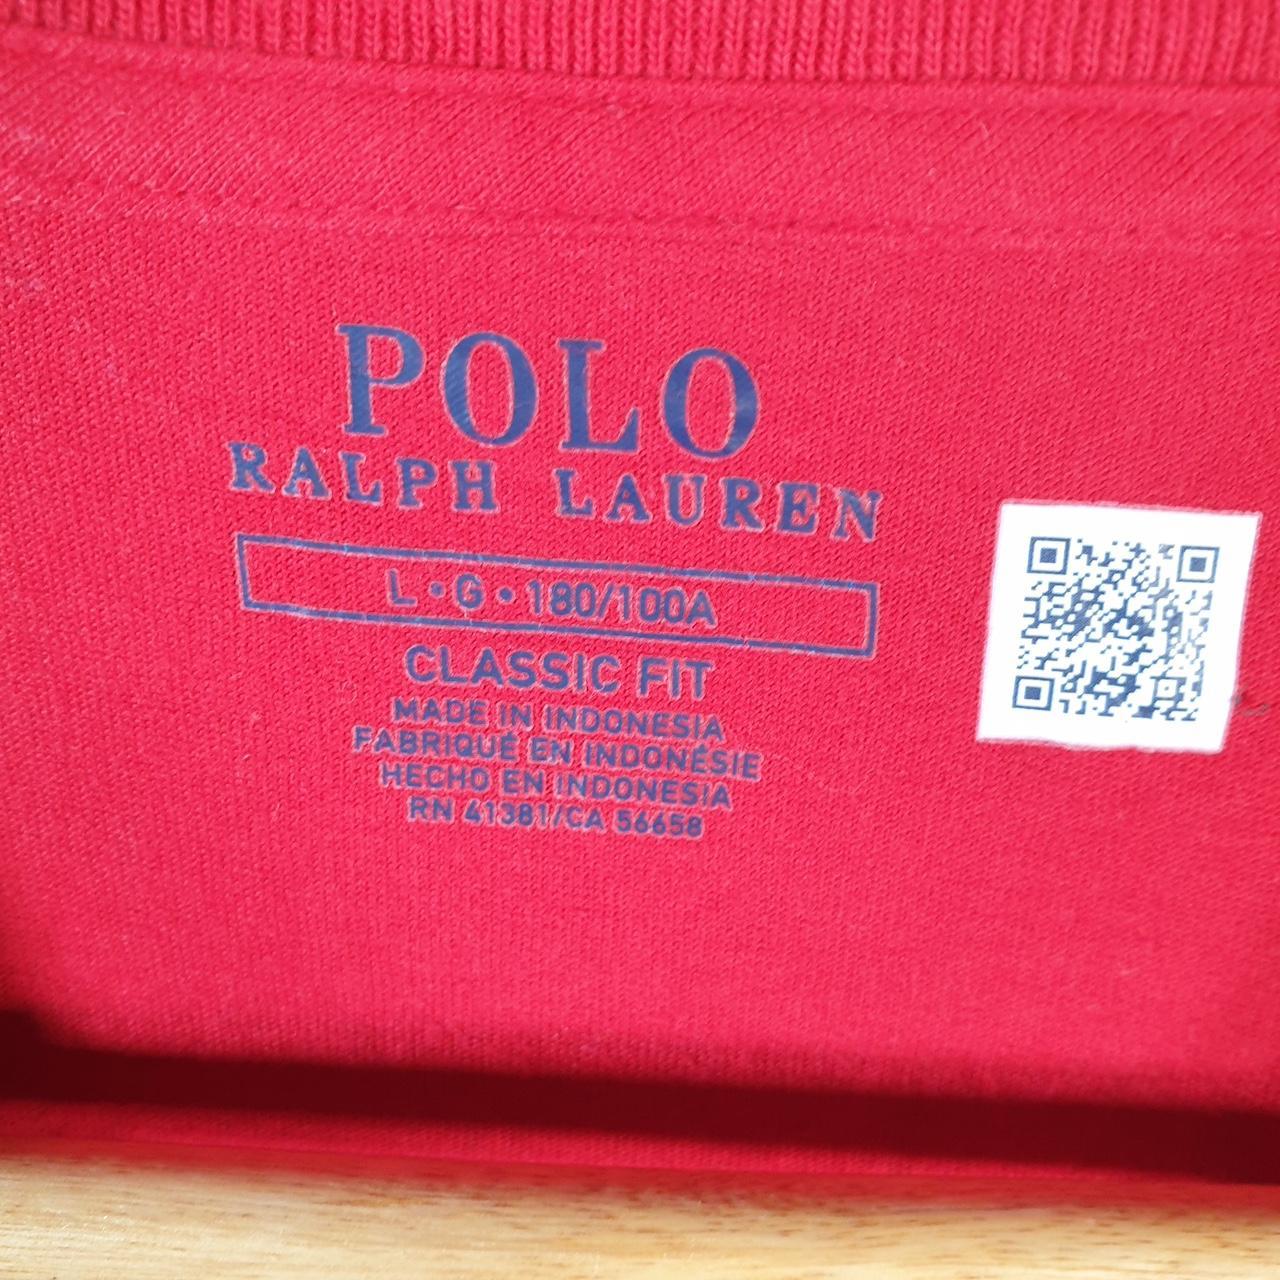 POLO
RALPH LAUREN
L • G • 180/100A
CLASSIC FIT
MADE IN INDONESIA
FABRIQUÉ EN INDONÉSIE
HECHO EN INDONESIA
RN 41381/CA 56658